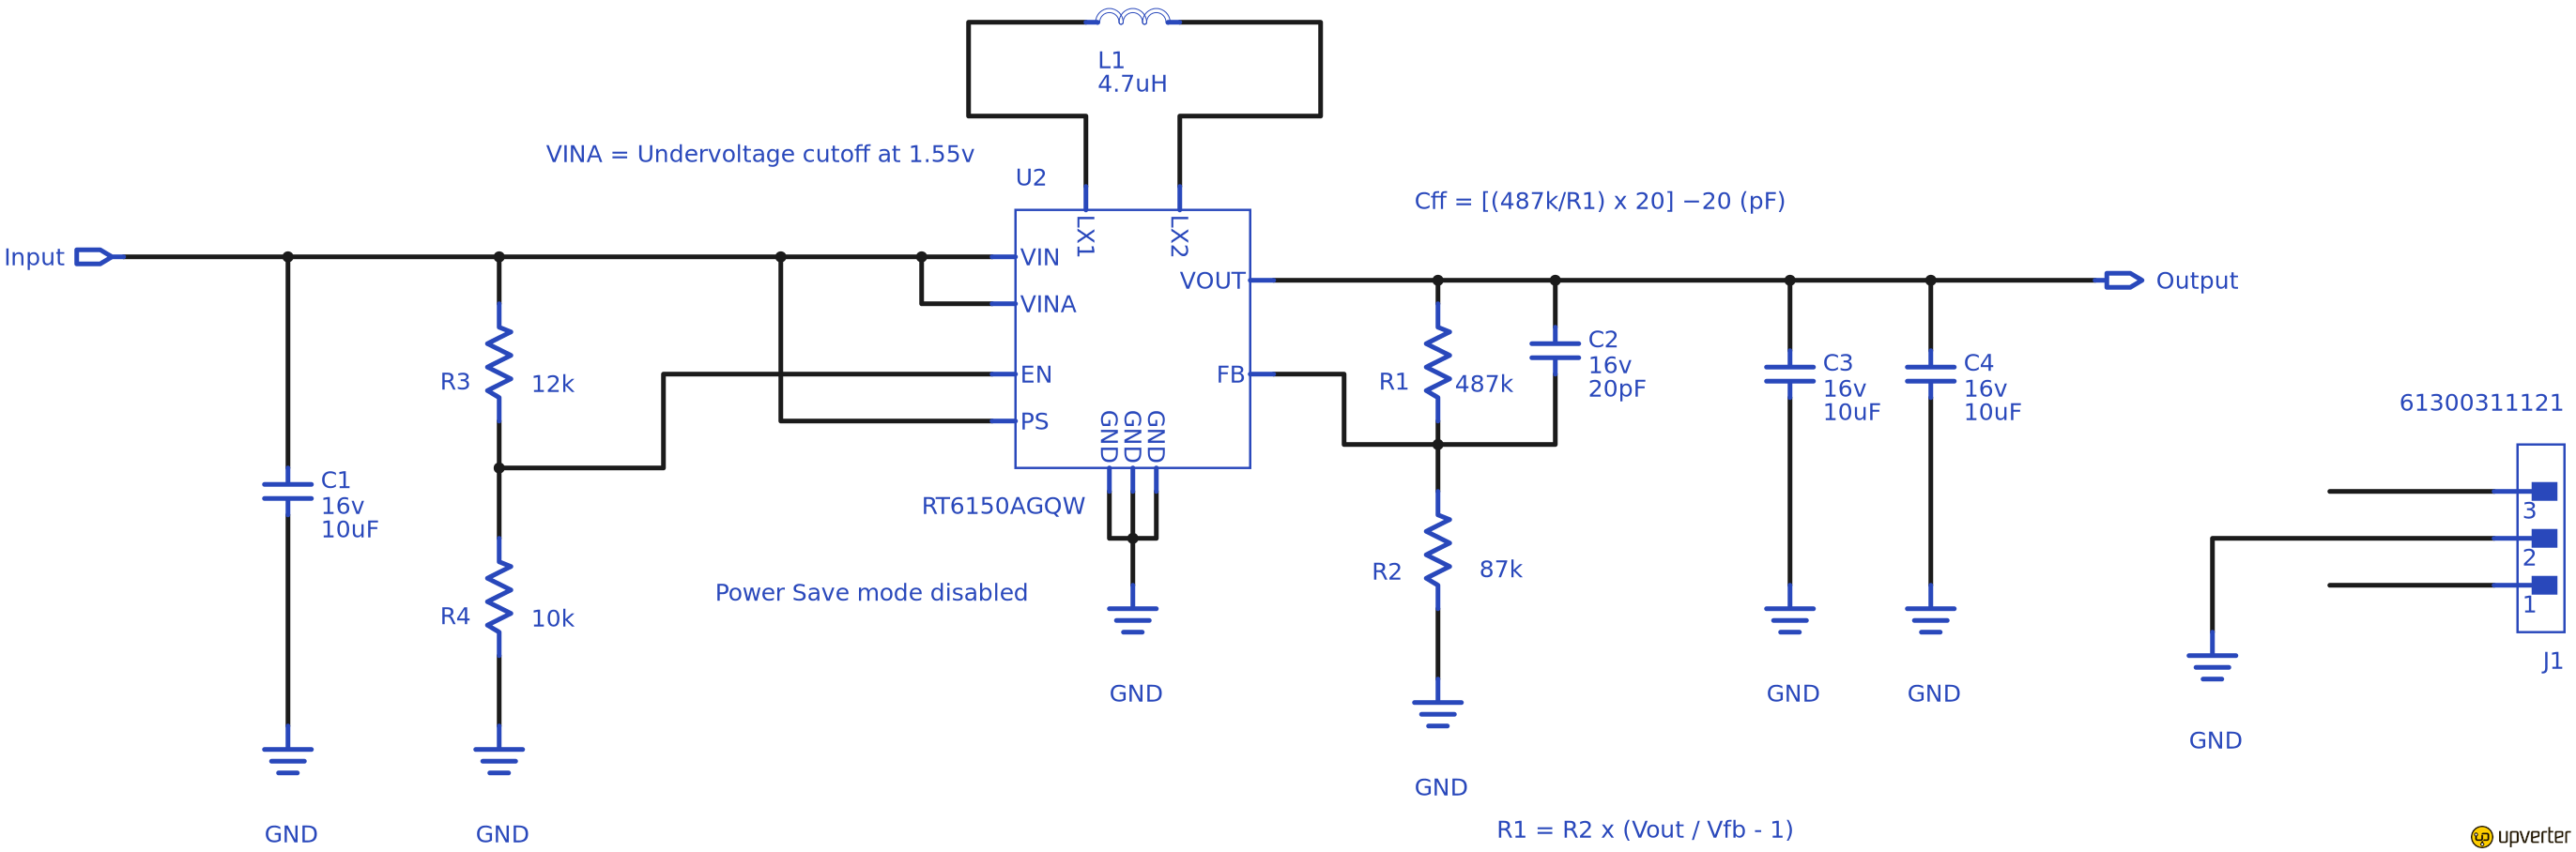 L1
4.7uH
VINA = Undervoltage cutoff at 1.55v
U2
Cff = [(487k/R1) x 20] −20 (pF)
LX1
LX2
Input
VIN
VINA
EN
PS
VOUT
FB
GND
GND
GND
RT6150AGQW
Power Save mode disabled
GND
R3
12k
R4
10k
C1
16v
10uF
GND
GND
R1
487k
C2
16v
20pF
R2
87k
GND
C3
16v
10uF
GND
C4
16v
10uF
GND
Output
61300311121
3
2
1
J1
GND
R1 = R2 x (Vout / Vfb - 1)
upverter